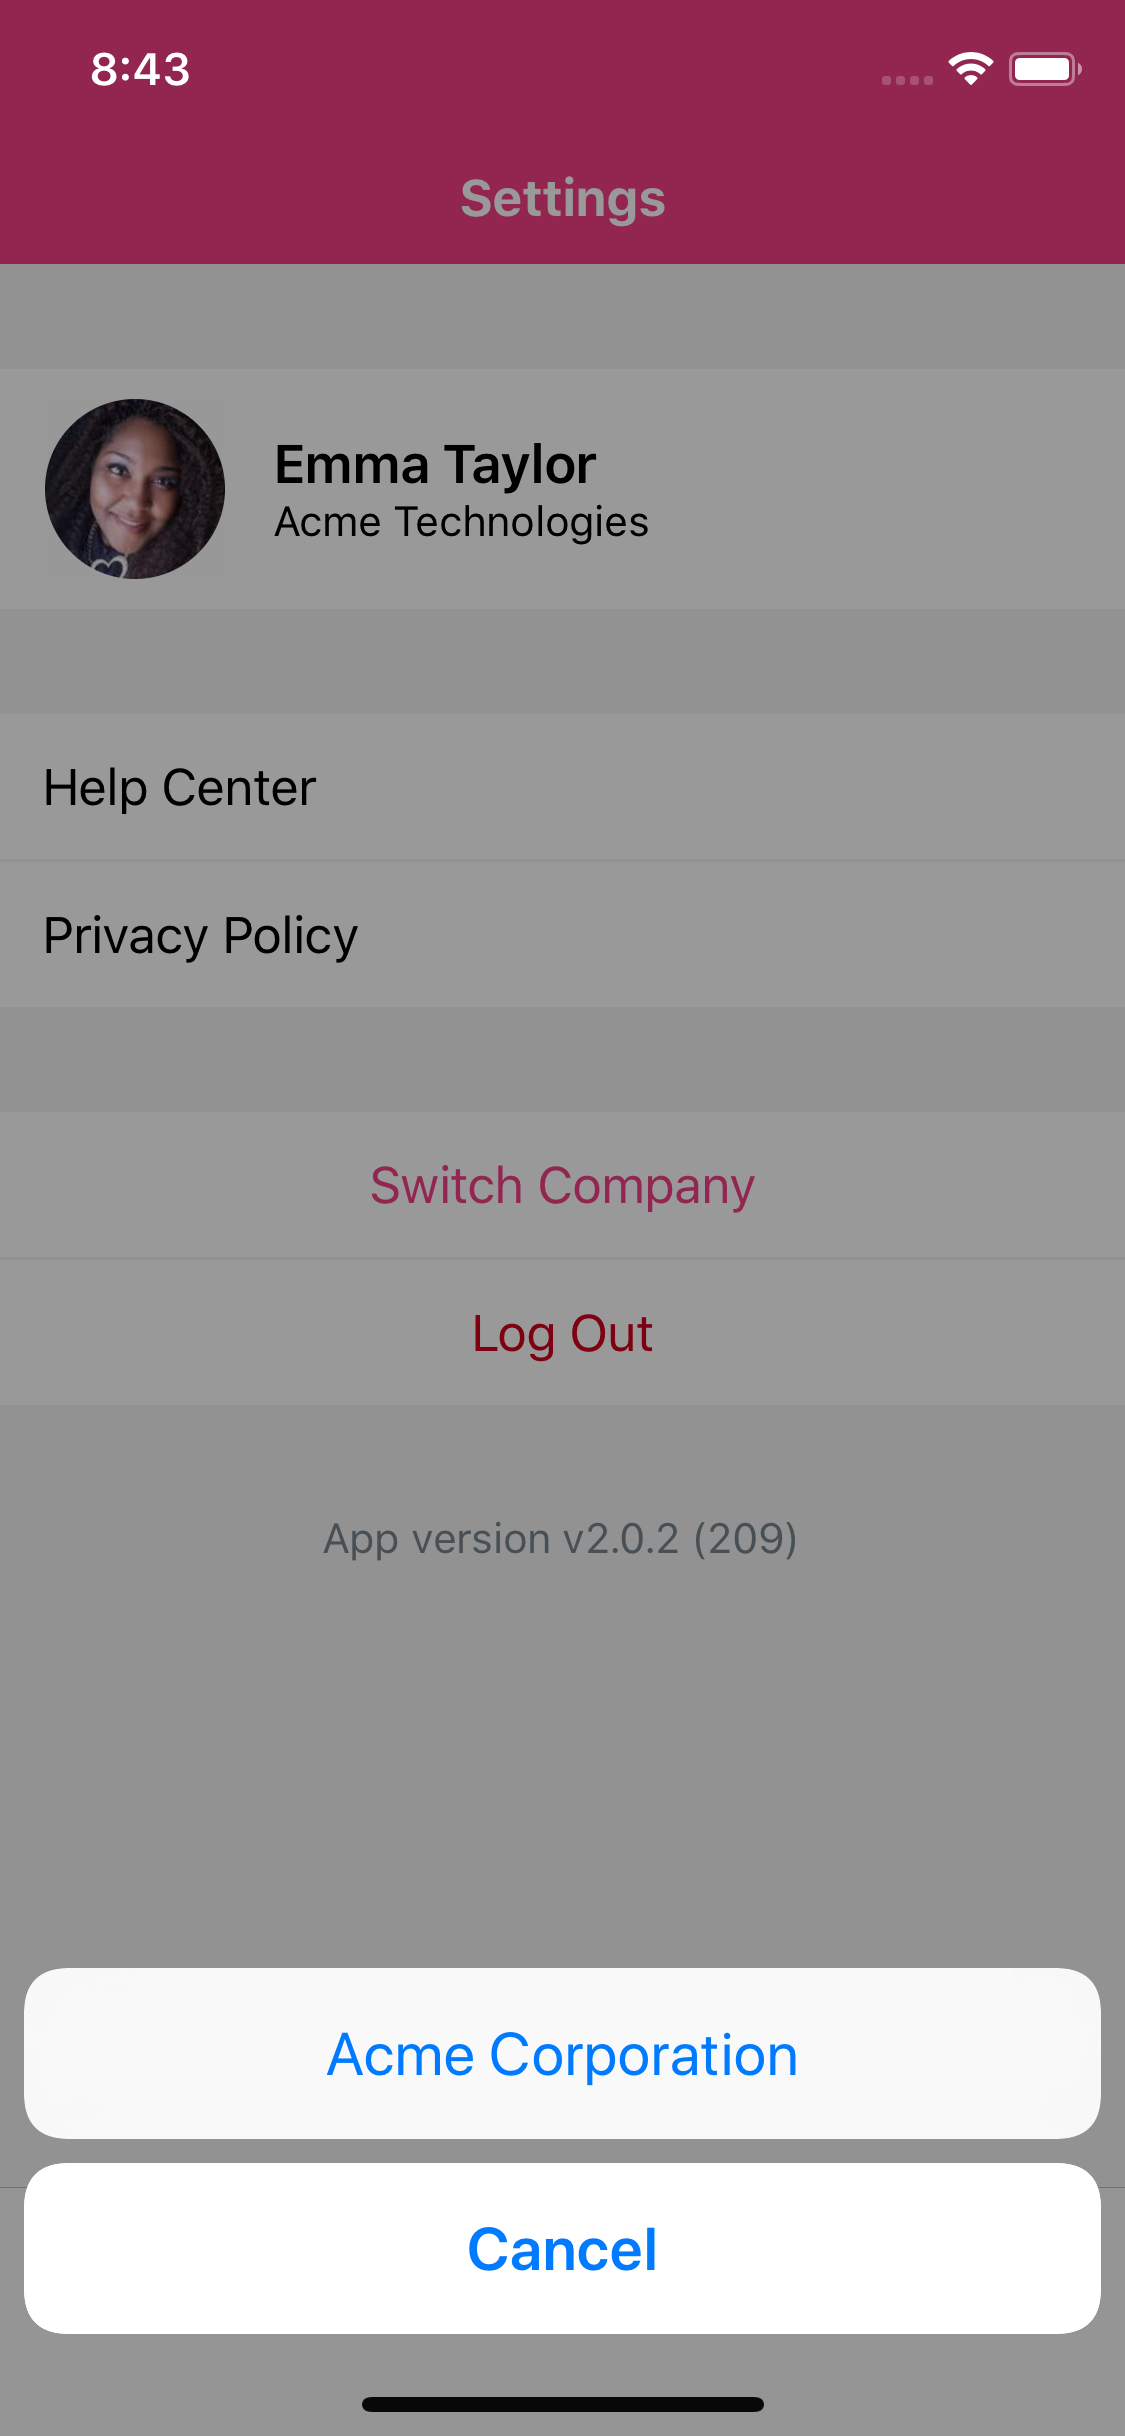 8:43
Settings
Emma Taylor
Acme Technologies
Help Center
Privacy Policy
Switch Company
Log Out
App version v2.0.2 (209)
Acme Corporation
Cancel